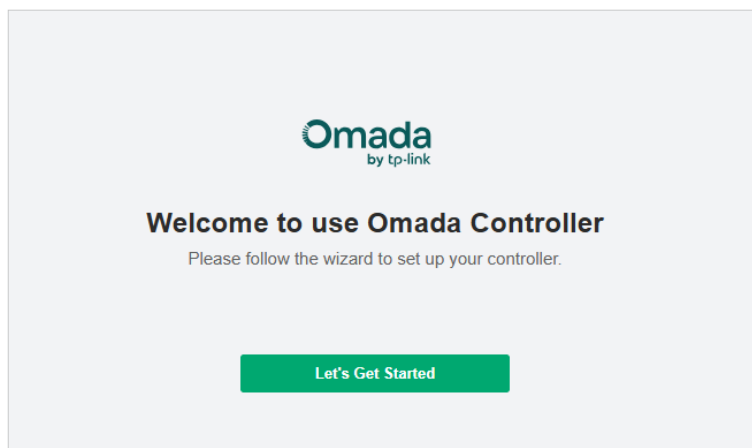 Omada
by tp-link
Welcome to use Omada Controller
Please follow the wizard to set up your controller.
Let's Get Started